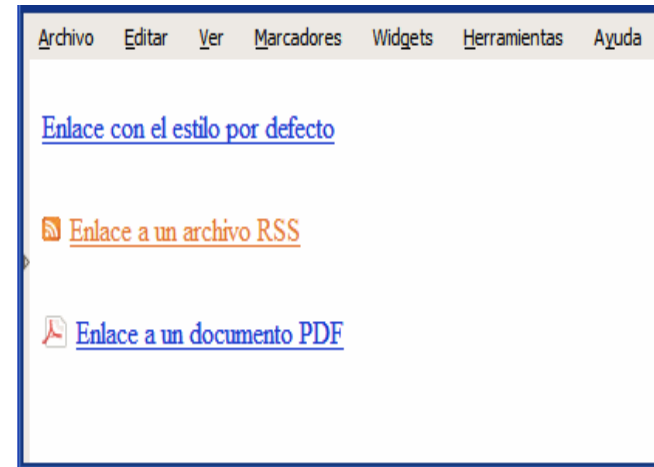 Archivo Editar Ver Marcadores Widgets Herramientas Ayuda
Enlace con el estilo por defecto
Enlace a un archivo RSS
Enlace a un documento PDF